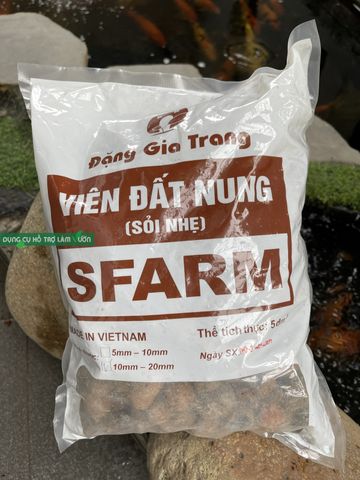 Đặng Gia Trang
VIÊN ĐẤT NUNG
(SỎI NHẸ)
DỤNG CỤ HỖ TRỢ LÀM VƯỜN
SFARM
MADE IN VIETNAM
Thể tích thực:
5mm – 10mm
Ngày SX
10mm – 20mm